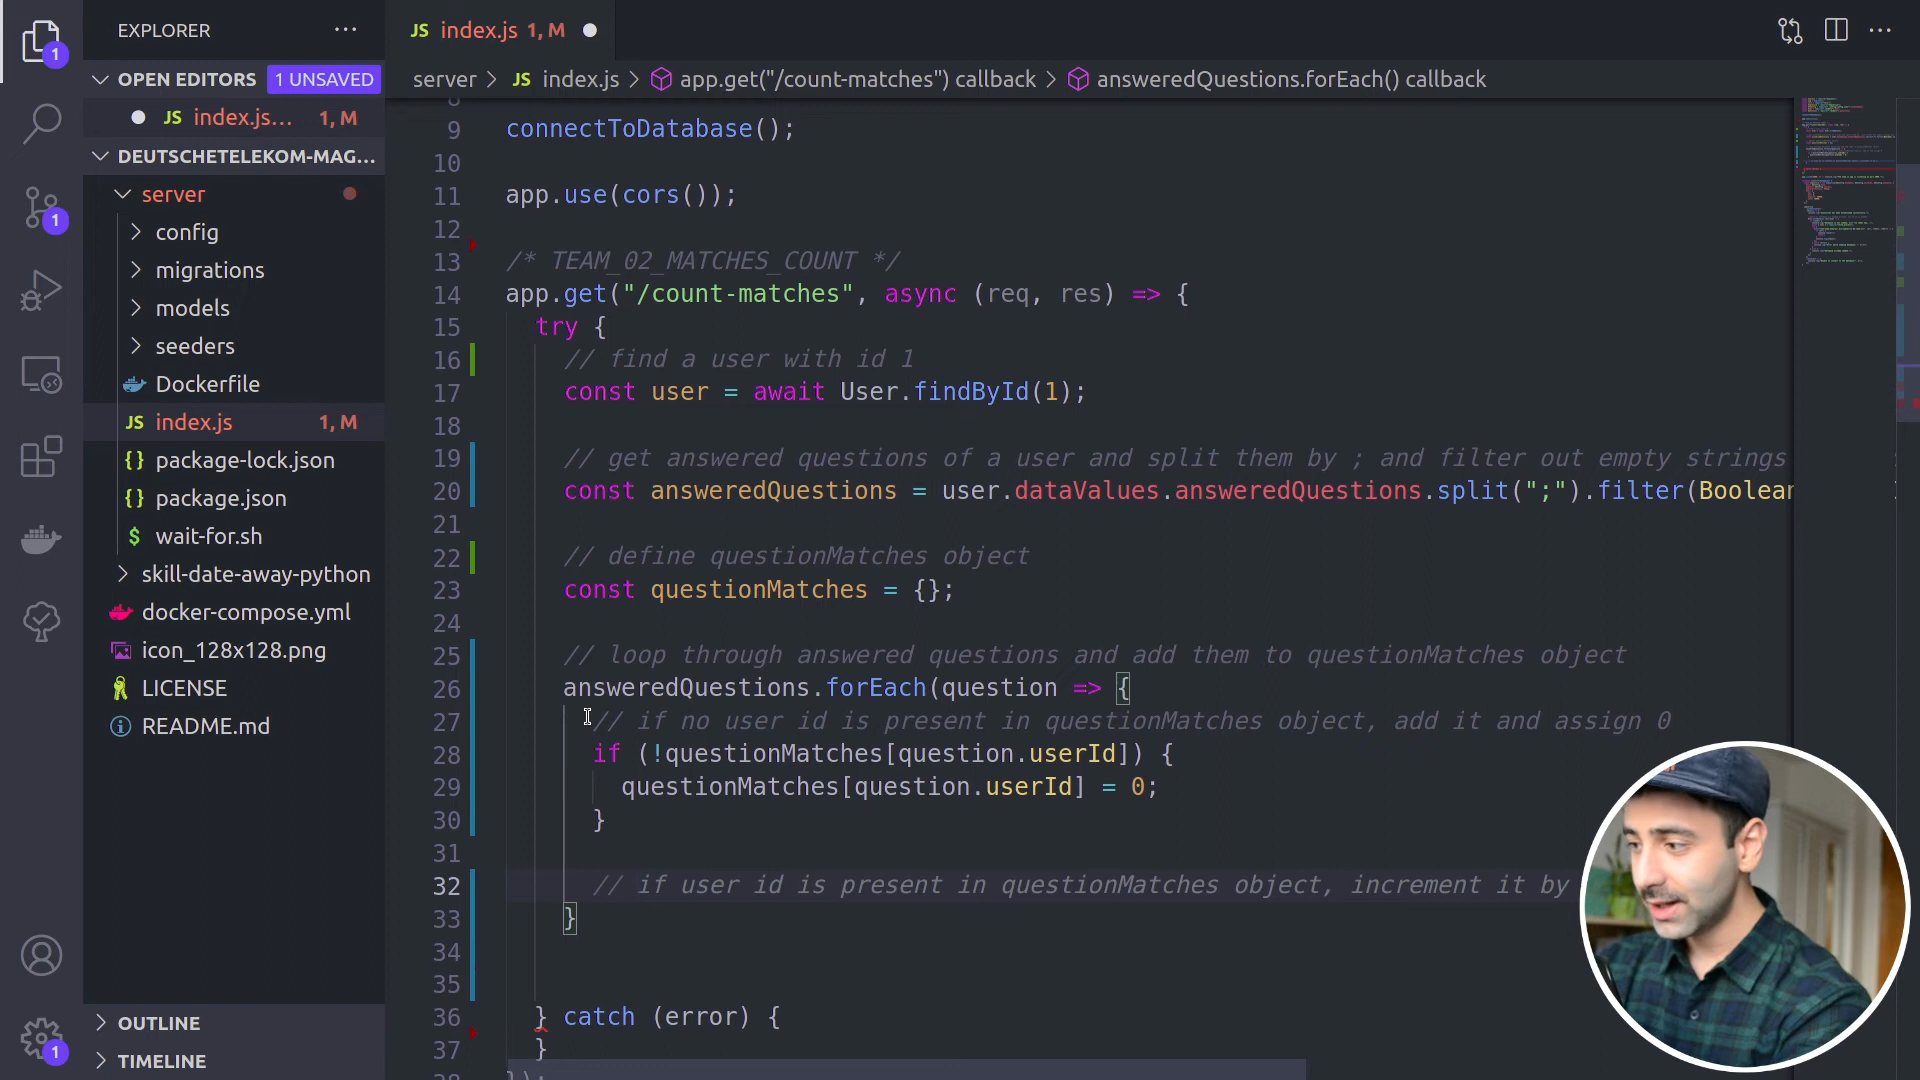 EXPLORER
JS index.js 1, M
OPEN EDITORS 1 UNSAVED
JS index.js... 1, M
DEUTSCHETELEKOM-MAG...
server
config
migrations
models
seeders
Dockerfile
JS index.js 1, M
{} package-lock.json
{} package.json
$ wait-for.sh
skill-date-away-python
docker-compose.yml
icon_128x128.png
LICENSE
README.md
OUTLINE
TIMELINE
1
1
1
server > JS index.js > app.get("/count-matches") callback > answeredQuestions.forEach() callback
9 connectToDatabase();
10
11 app.use(cors());
12
13 /* TEAM_02_MATCHES_COUNT */
14 app.get("/count-matches", async (req, res) => {
15 try {
16 // find a user with id 1
17 const user = await User.findById(1);
18
19 // get answered questions of a user and split them by ; and filter out empty strings
20 const answeredQuestions = user.dataValues.answeredQuestions.split(";").filter(Boolean
21
22 // define questionMatches object
23 const questionMatches = {};
24
25 // loop through answered questions and add them to questionMatches object
26 answeredQuestions.forEach(question => {
27 // if no user id is present in questionMatches object, add it and assign 0
28 if (!questionMatches[question.userId]) {
29 questionMatches[question.userId] = 0;
30 }
31
32 // if user id is present in questionMatches object, increment it by
33 }
34
35
36 } catch (error) {
37 }